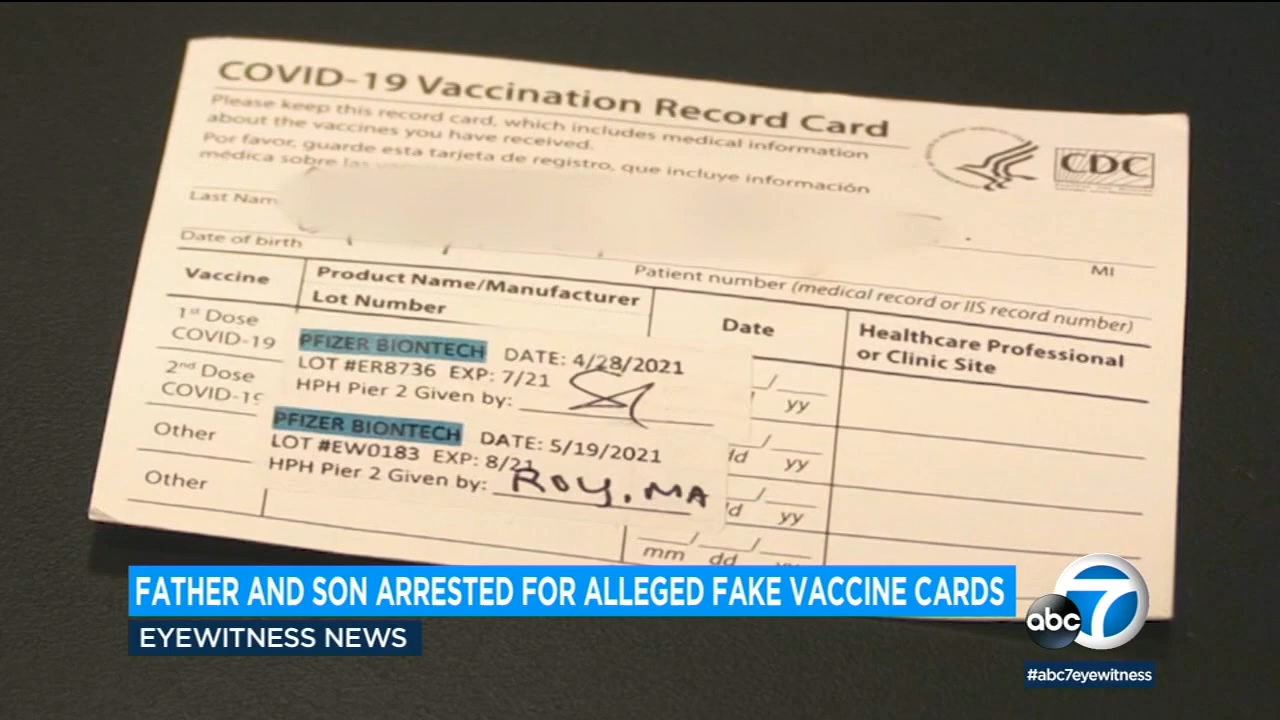 COVID-19 Vaccination Record Card
Please keep this record card, which includes medical information
about the vaccines you have received.
Por favor, guarde esta tarjeta de registro, que incluye información
médica sobre las
CDC
Last Nam
MI
Date of birth
Patient number (medical record or IIS record number)
Vaccine
Product Name/Manufacturer
Lot Number
Date
Healthcare Professional
or Clinic Site
1st Dose
COVID-19
PFIZER BIONTECH DATE: 4/28/2021
LOT #ER8736 EXP: 7/21
HPH Pier 2 Given by:
/ yy
2nd Dose
COVID-19
PFIZER BIONTECH DATE: 5/19/2021
LOT #EW0183 EXP: 8/21
HPH Pier 2 Given by: ROY, MA
dd yy
Other
dd yy
Other
mm dd
FATHER AND SON ARRESTED FOR ALLEGED FAKE VACCINE CARDS
EYEWITNESS NEWS
abc 7
#abc7eyewitness